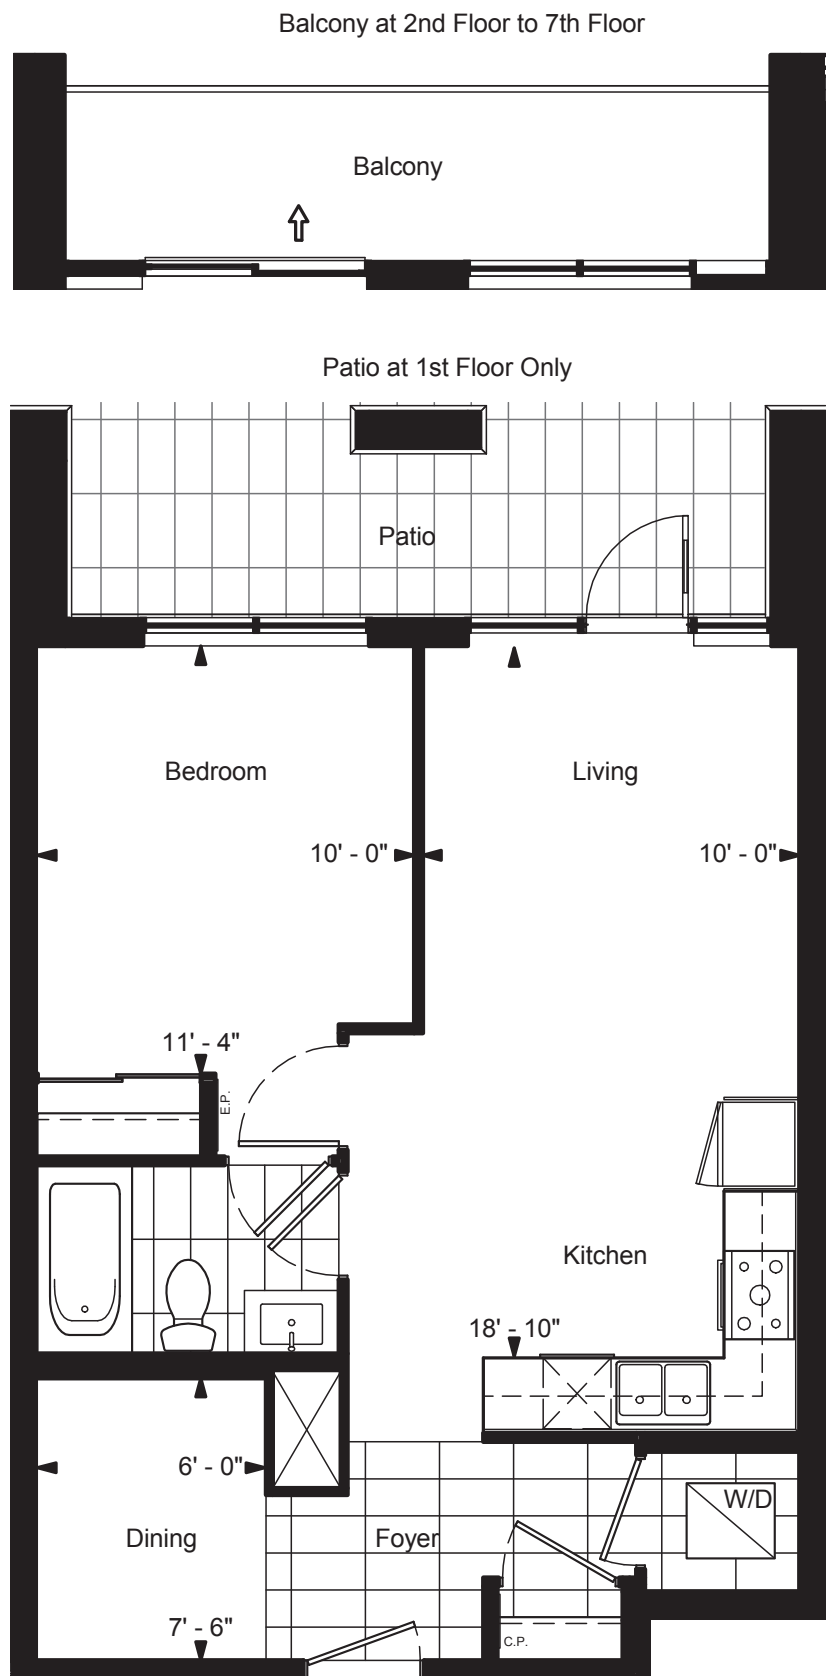 Balcony at 2nd Floor to 7th Floor
Balcony
Patio at 1st Floor Only
Patio
Bedroom
Living
10' - 0"
10' - 0"
11' - 4"
E.P.
Kitchen
18' - 10"
6' - 0"
W/D
Dining
Foyer
7' - 6"
C.P.